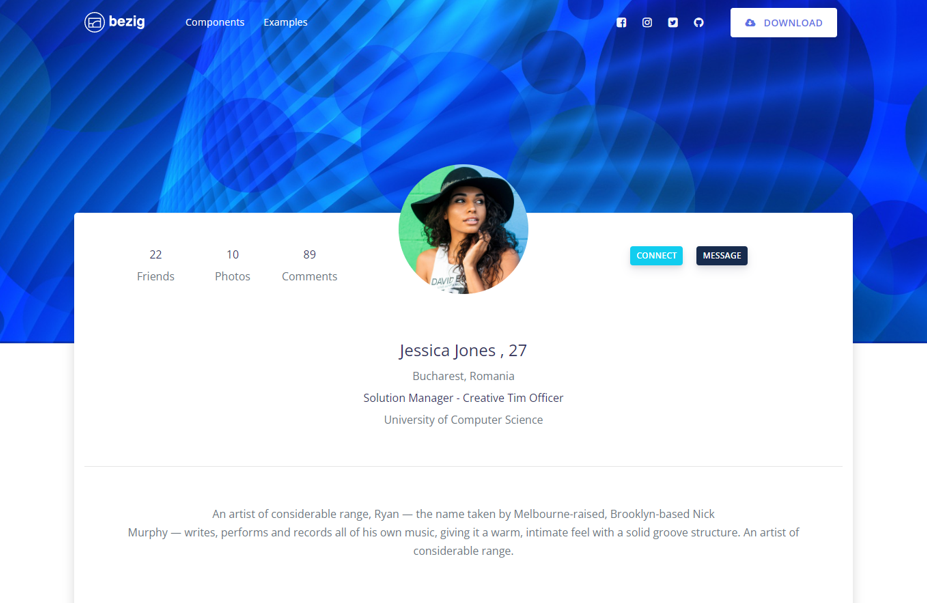 bezig
Components Examples
DOWNLOAD
22 10 89
Friends Photos Comments
CONNECT MESSAGE
DAVID
Jessica Jones , 27
Bucharest, Romania
Solution Manager - Creative Tim Officer
University of Computer Science
An artist of considerable range, Ryan — the name taken by Melbourne-raised, Brooklyn-based Nick
Murphy — writes, performs and records all of his own music, giving it a warm, intimate feel with a solid groove structure. An artist of
considerable range.